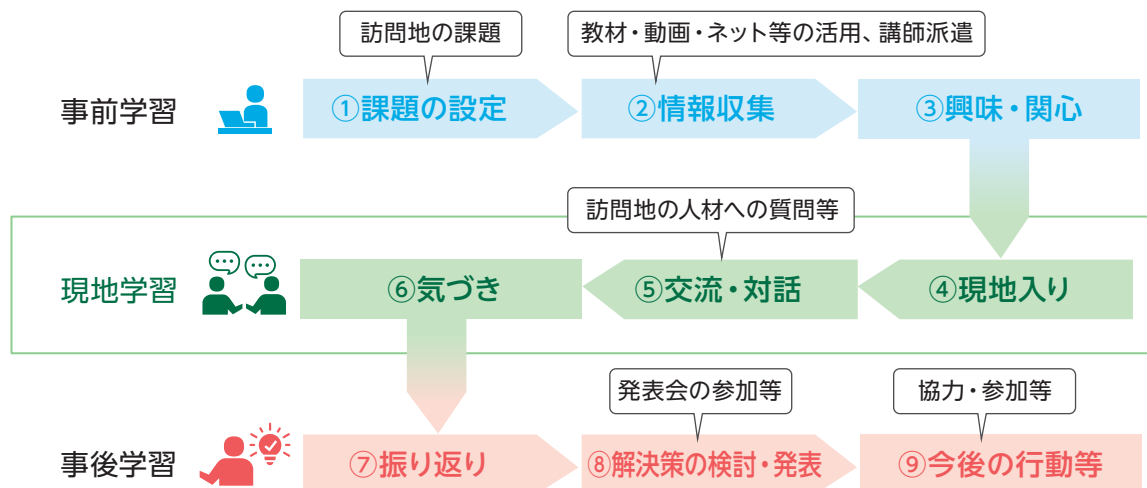 訪問地の課題
教材・動画・ネット等の活用、講師派遣
事前学習
①課題の設定
②情報収集
③興味・関心
訪問地の人材への質問等
現地学習
⑥気づき
⑤交流・対話
④現地入り
発表会の参加等
協力・参加等
事後学習
⑦振り返り
⑧解決策の検討・発表
⑨今後の行動等